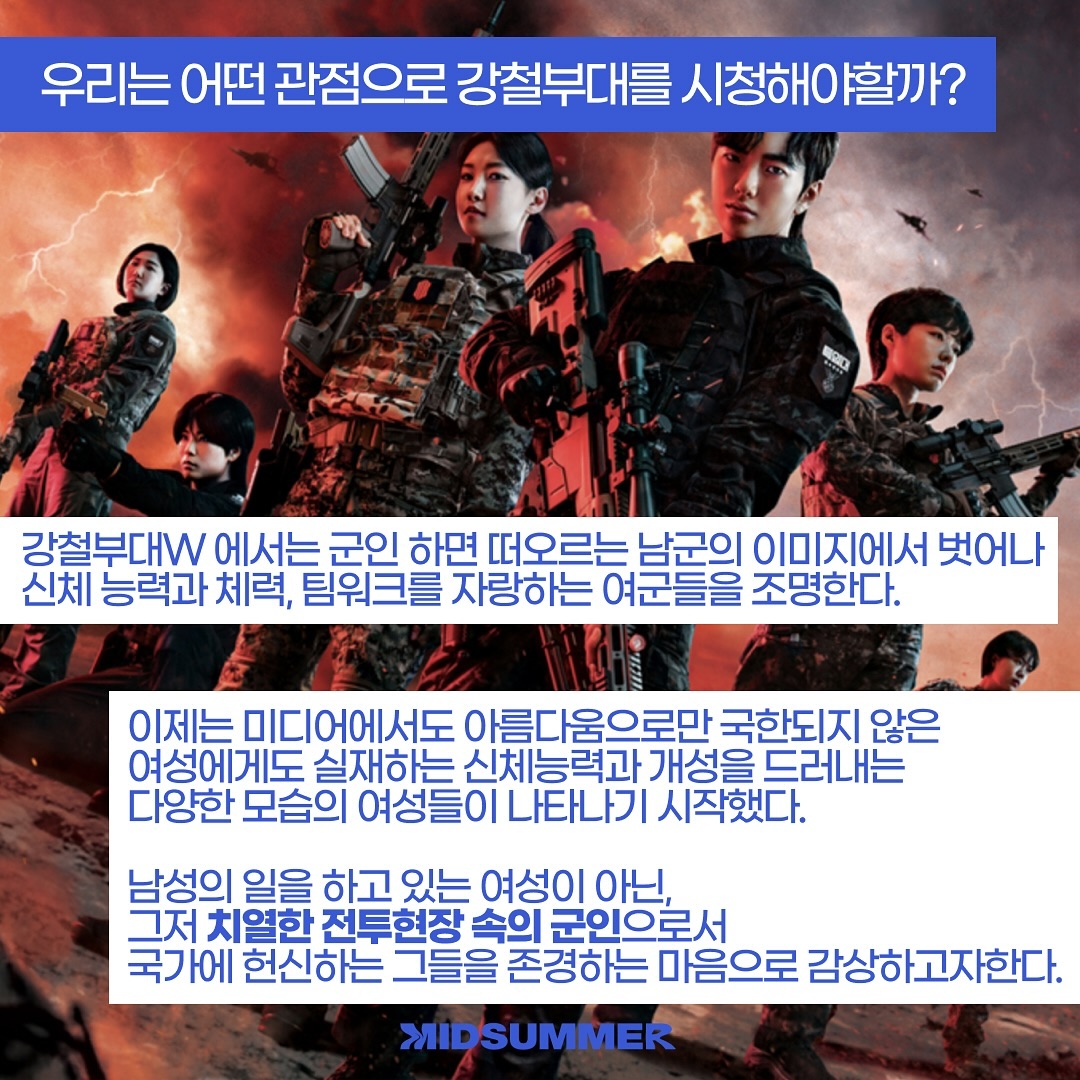 우리는 어떤 관점으로 강철부대를 시청해야할까?
강철부대W 에서는 군인 하면 떠오르는 남군의 이미지에서 벗어나
신체 능력과 체력, 팀워크를 자랑하는 여군들을 조명한다.
이제는 미디어에서도 아름다움으로만 국한되지 않은
여성에게도 실재하는 신체능력과 개성을 드러내는
다양한 모습의 여성들이 나타나기 시작했다.
남성의 일을 하고 있는 여성이 아닌,
그저 치열한 전투현장 속의 군인으로서
국가에 헌신하는 그들을 존경하는 마음으로 감상하고자한다.
MIDSUMMER